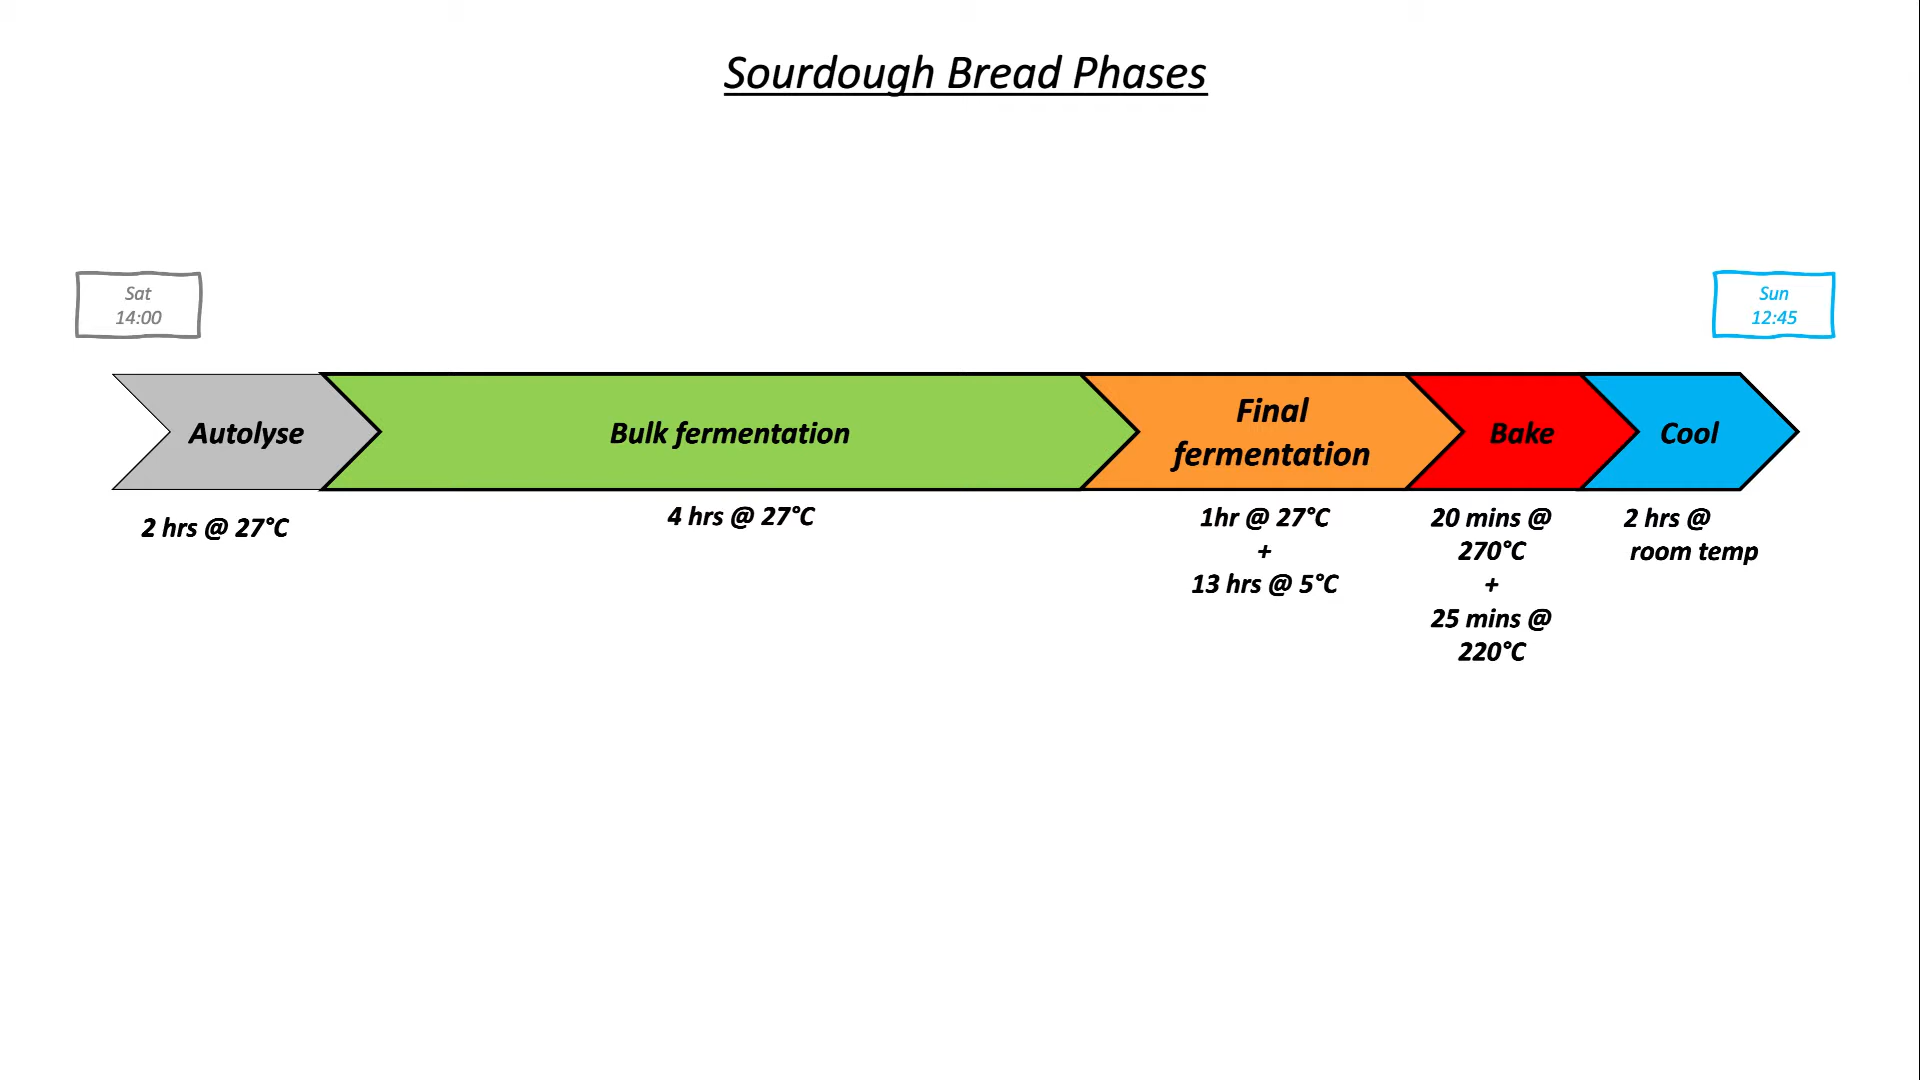 Sourdough Bread Phases
Sat
14:00
Sun
12:45
Autolyse
Bulk fermentation
Final
fermentation
Bake
Cool
2 hrs @ 27°C
4 hrs @ 27°C
1hr @ 27°C
+
13 hrs @ 5°C
20 mins @
270°C
+
25 mins @
220°C
2 hrs @
room temp